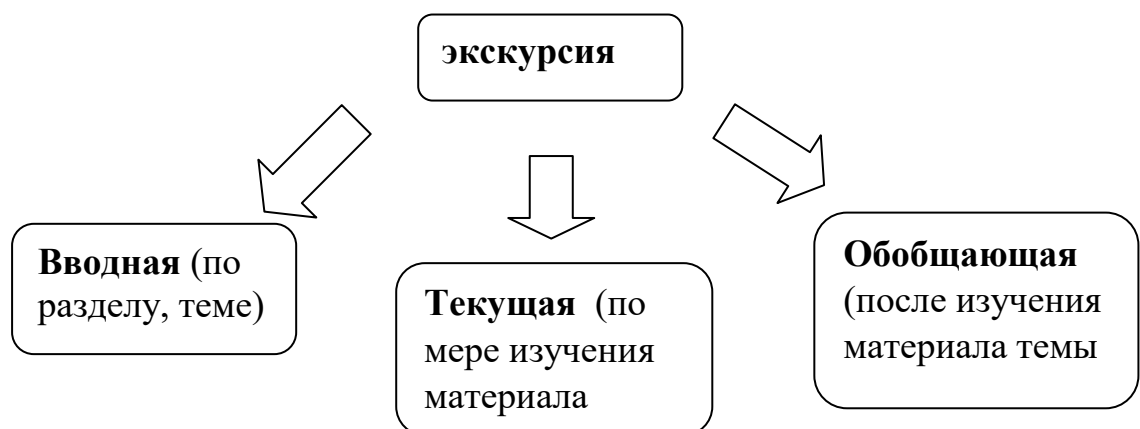 экскурсия
Вводная (по
разделу, теме)
Текущая (по
мере изучения
материала
Обобщающая
(после изучения
материала темы